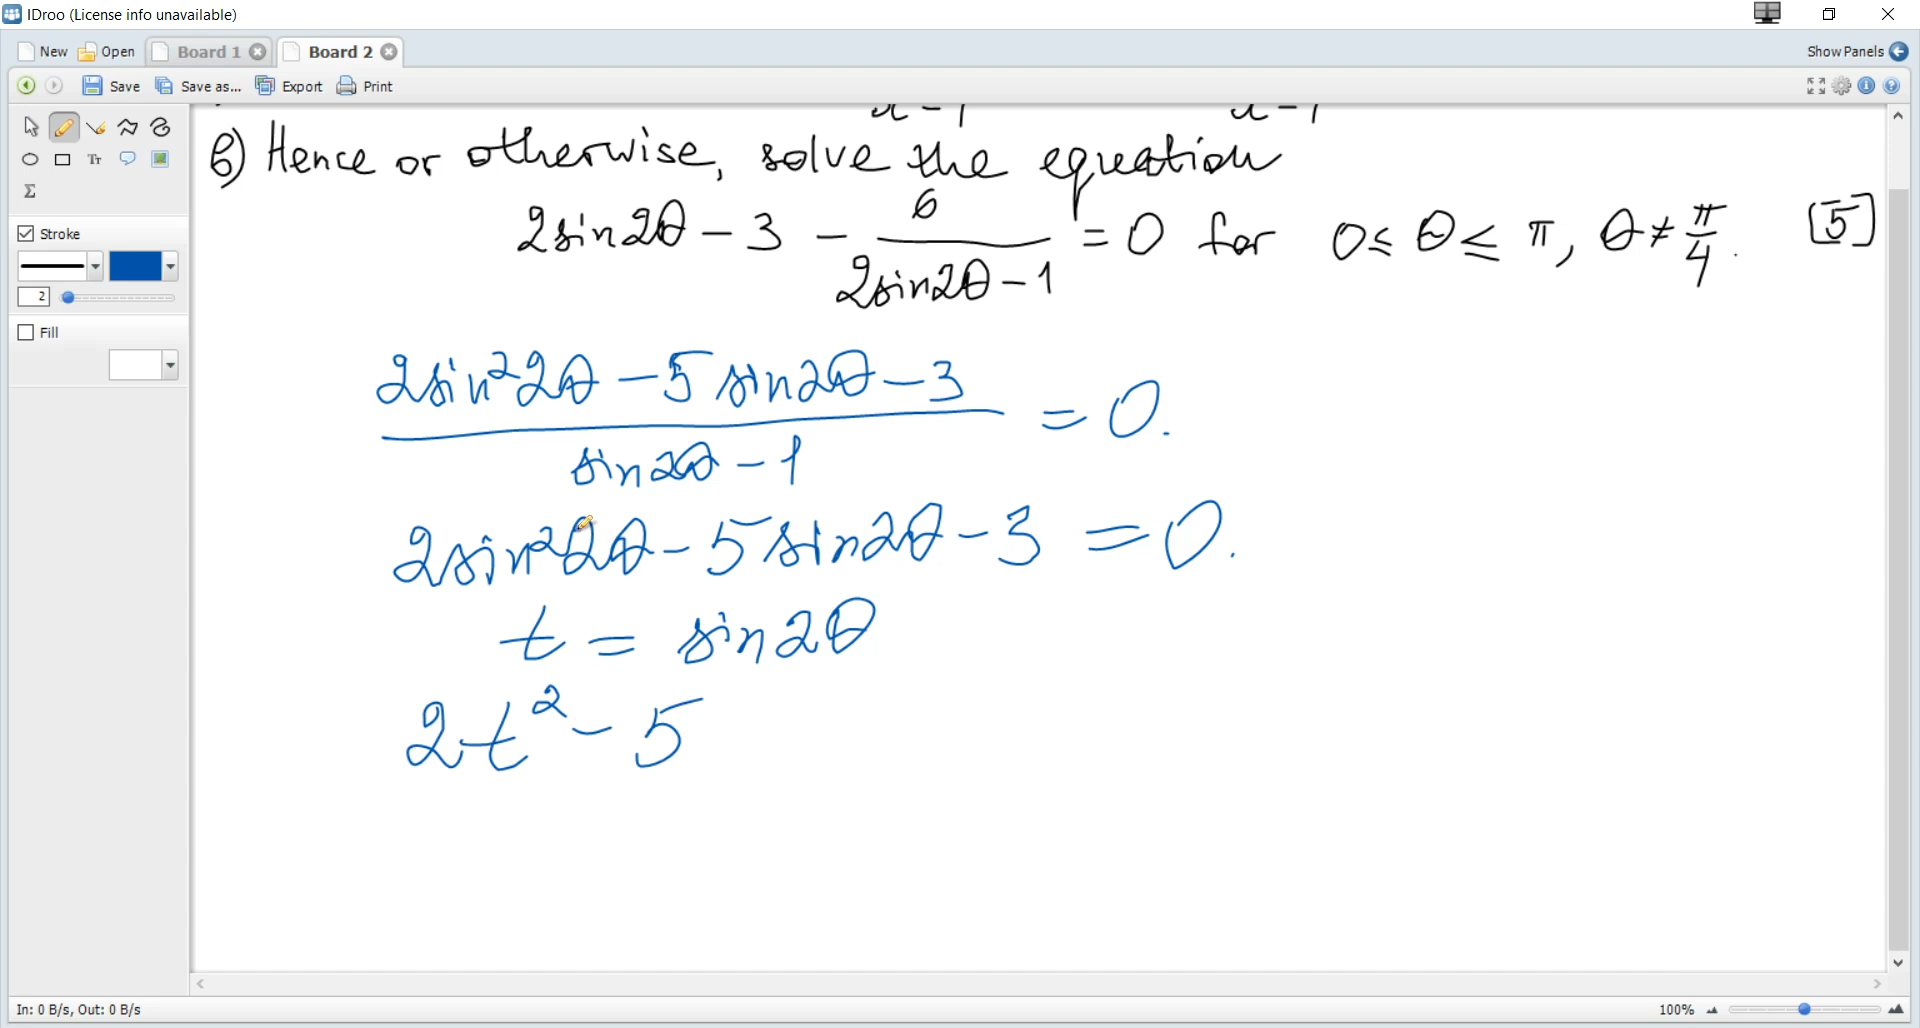 IDroo (License info unavailable)
New Open Board 1 Board 2 Show Panels
Save Save as... Export Print
Stroke
2
Fill
x - 1 x - 1
b) Hence or otherwise, solve the equation
2sin2θ - 3 - 6/(2sin2θ - 1) = 0 for 0 ≤ θ ≤ π, θ ≠ π/4. [5]
(2sin²2θ - 5sin2θ - 3)/(sin2θ - 1) = 0.
2sin²2θ - 5sin2θ - 3 = 0.
t = sin2θ
2t² - 5
In: 0 B/s, Out: 0 B/s 100%